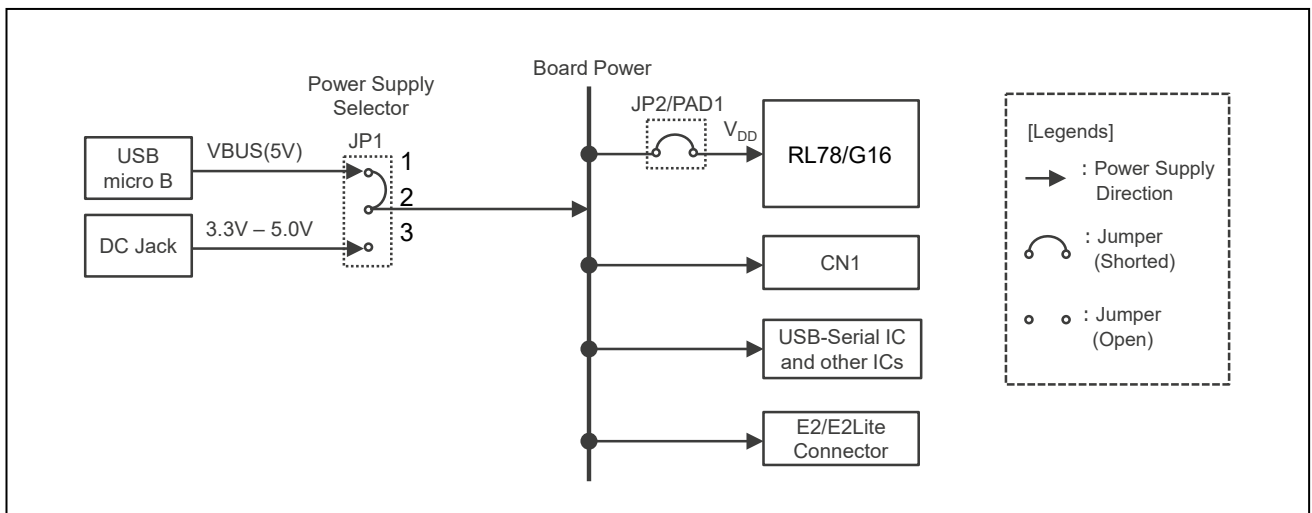 Board Power
Power Supply
Selector
JP1
USB
micro B
VBUS(5V)
DC Jack
3.3V – 5.0V
1
2
3
JP2/PAD1
VDD
RL78/G16
CN1
USB-Serial IC
and other ICs
E2/E2Lite
Connector
[Legends]
: Power Supply
Direction
: Jumper
(Shorted)
: Jumper
(Open)